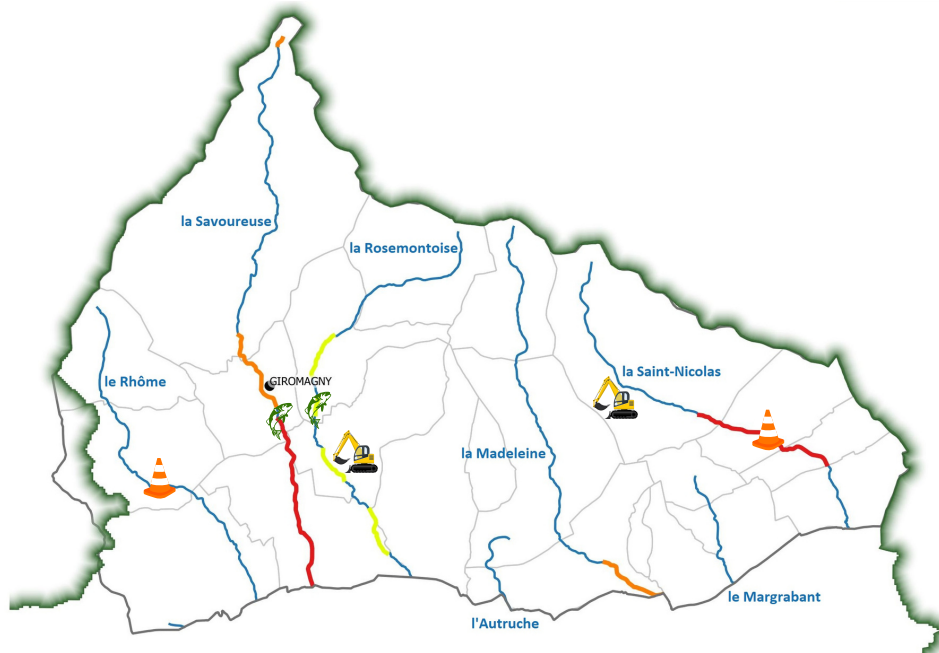 la Savoureuse
la Rosemontoise
le Rhôme
GIROMAGNY
la Saint-Nicolas
la Madeleine
le Margrabant
l'Autruche